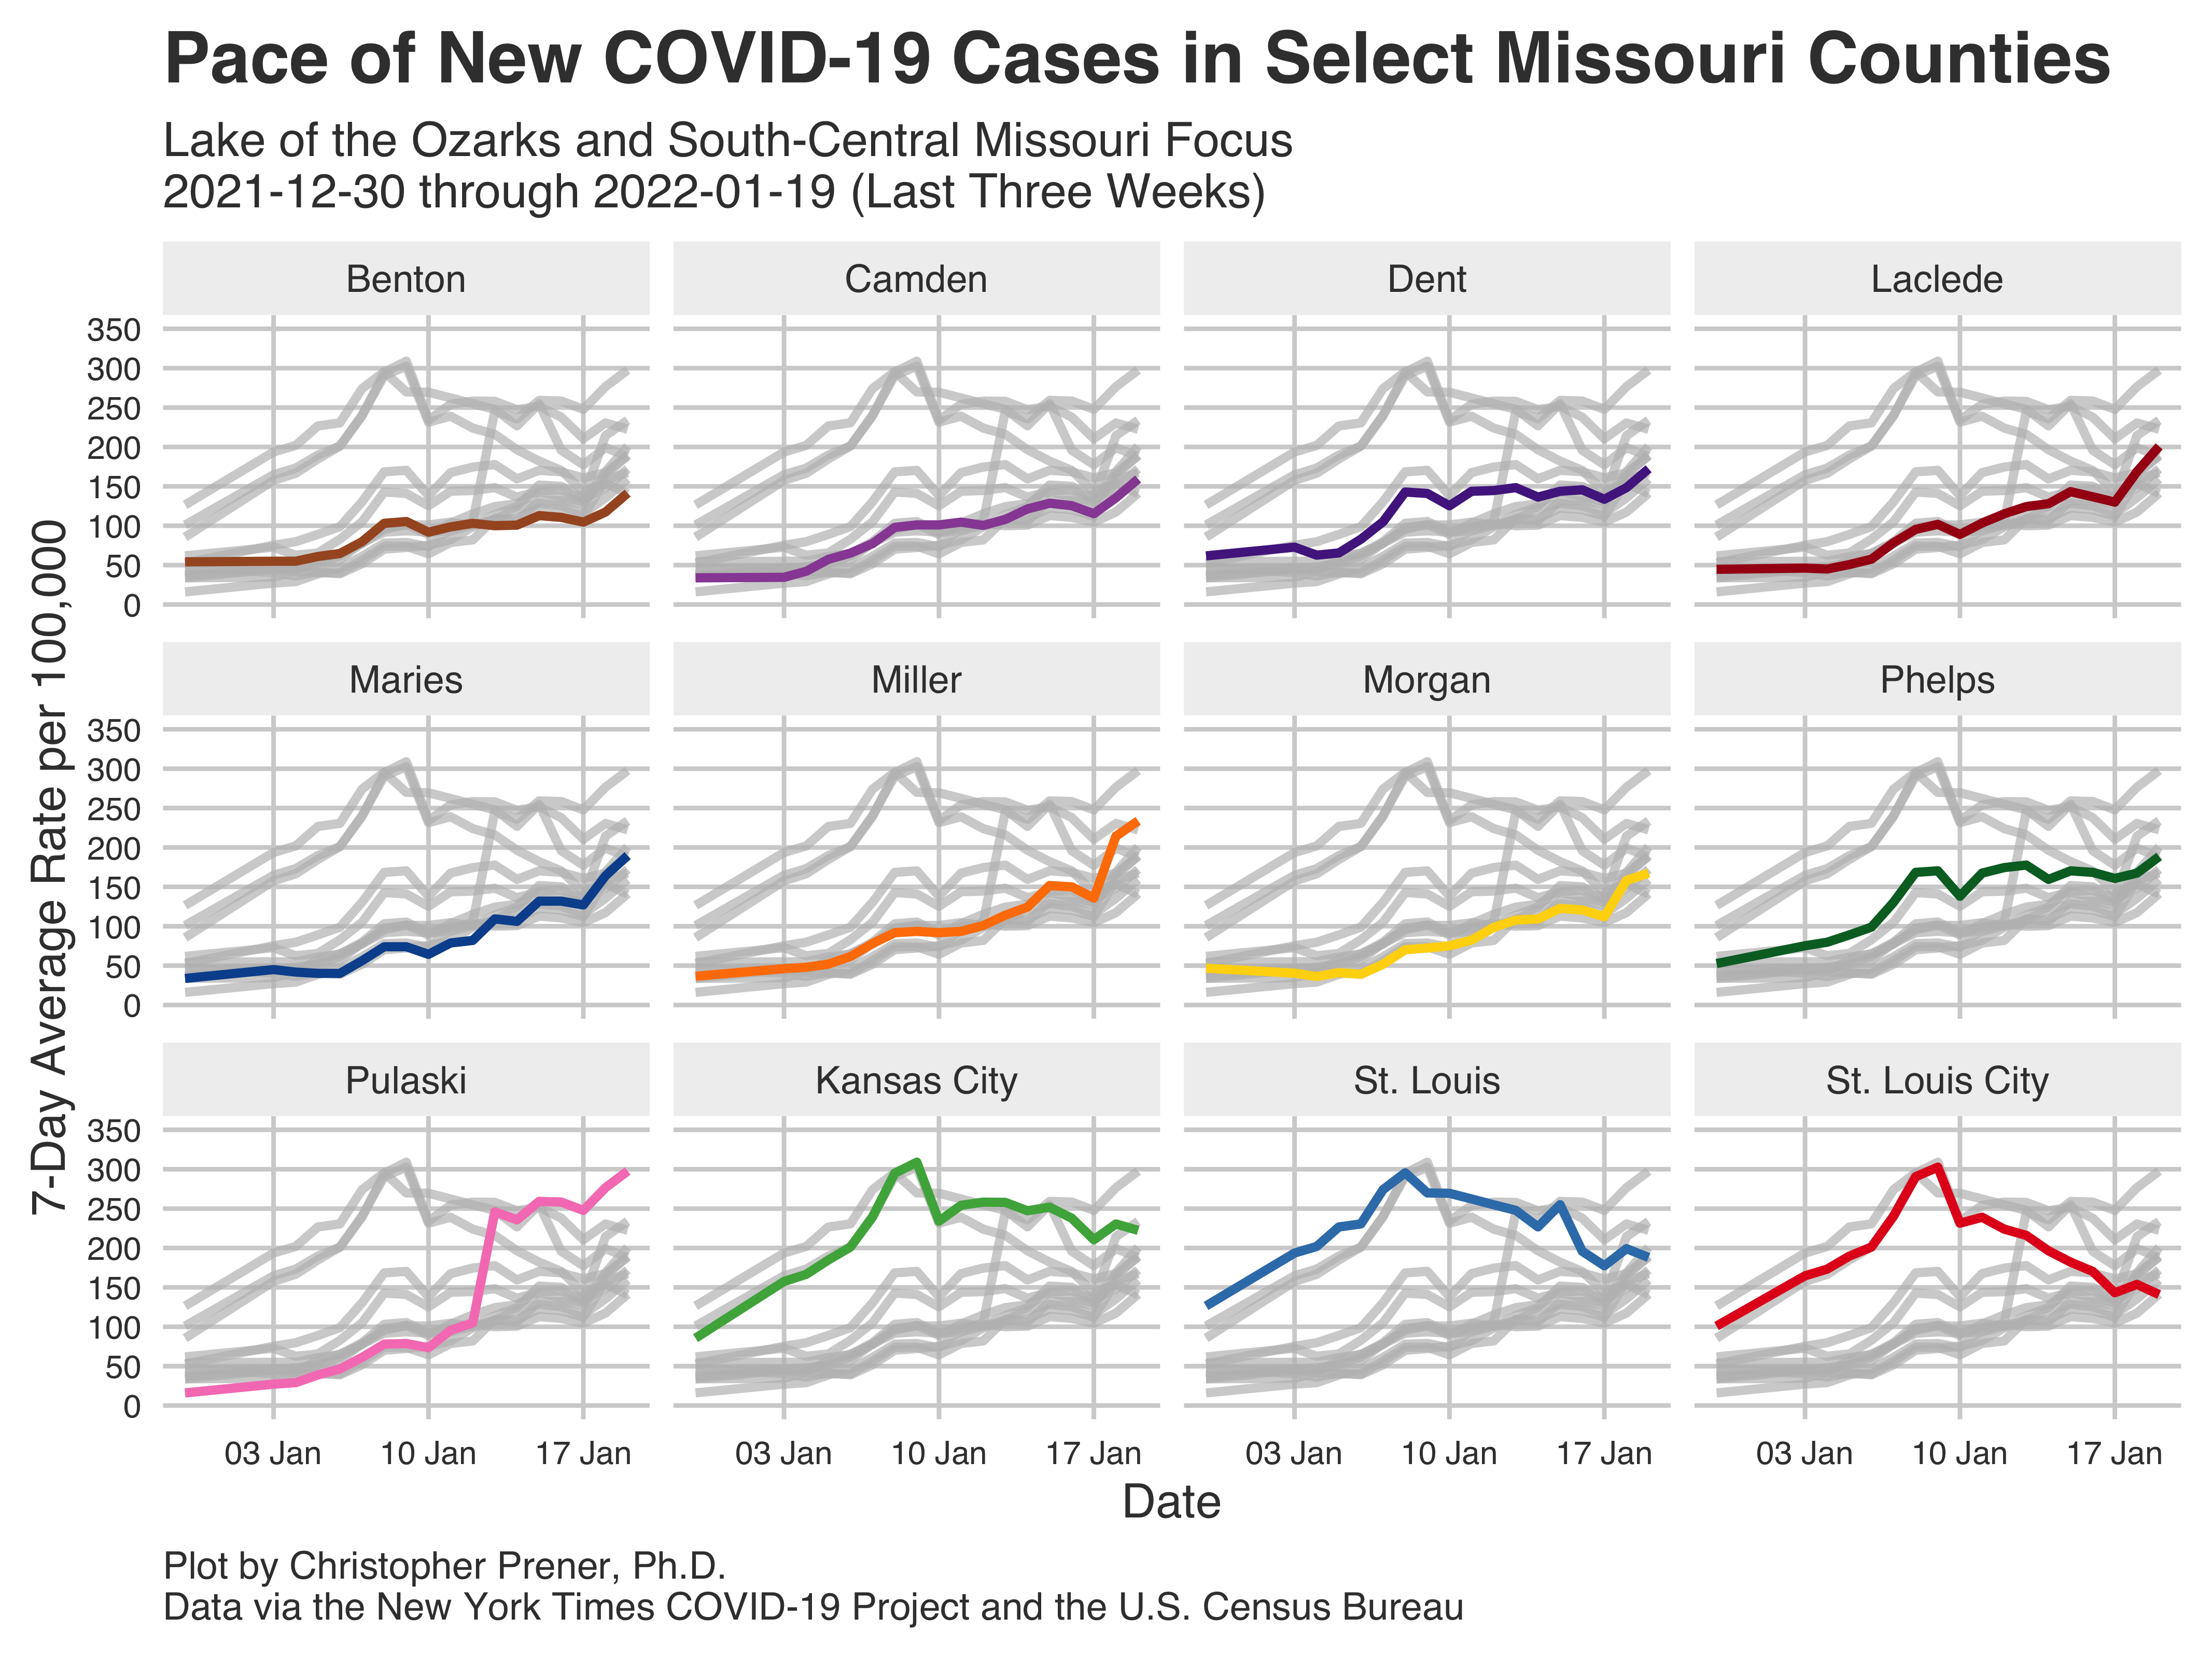 Pace of New COVID-19 Cases in Select Missouri Counties
Lake of the Ozarks and South-Central Missouri Focus
2021-12-30 through 2022-01-19 (Last Three Weeks)
7-Day Average Rate per 100,000
Benton
Camden
Dent
Laclede
350
300
250
200
150
100
50
0
Maries
Miller
Morgan
Phelps
350
300
250
200
150
100
50
0
Pulaski
Kansas City
St. Louis
St. Louis City
350
300
250
200
150
100
50
0
03 Jan 10 Jan 17 Jan
03 Jan 10 Jan 17 Jan
03 Jan 10 Jan 17 Jan
03 Jan 10 Jan 17 Jan
Date
Plot by Christopher Prener, Ph.D.
Data via the New York Times COVID-19 Project and the U.S. Census Bureau